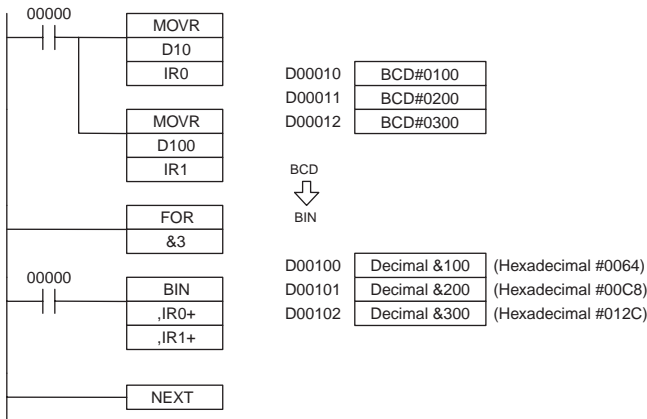 00000
MOVR
D10
IR0
MOVR
D100
IR1
FOR
&3
00000
BIN
,IR0+
,IR1+
NEXT
D00010 BCD#0100
D00011 BCD#0200
D00012 BCD#0300
BCD
BIN
D00100 Decimal &100 (Hexadecimal #0064)
D00101 Decimal &200 (Hexadecimal #00C8)
D00102 Decimal &300 (Hexadecimal #012C)